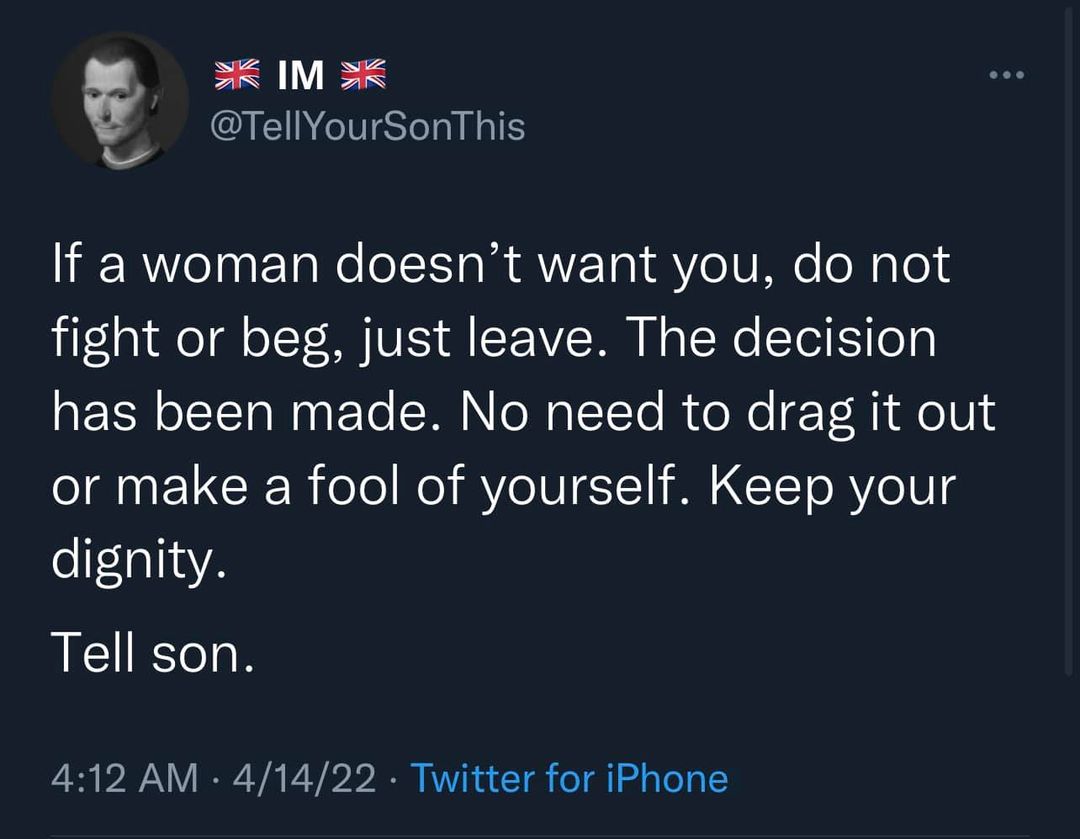 🇬🇧 IM 🇬🇧
@TellYourSonThis
If a woman doesn’t want you, do not
fight or beg, just leave. The decision
has been made. No need to drag it out
or make a fool of yourself. Keep your
dignity.
Tell son.
4:12 AM · 4/14/22 · Twitter for iPhone